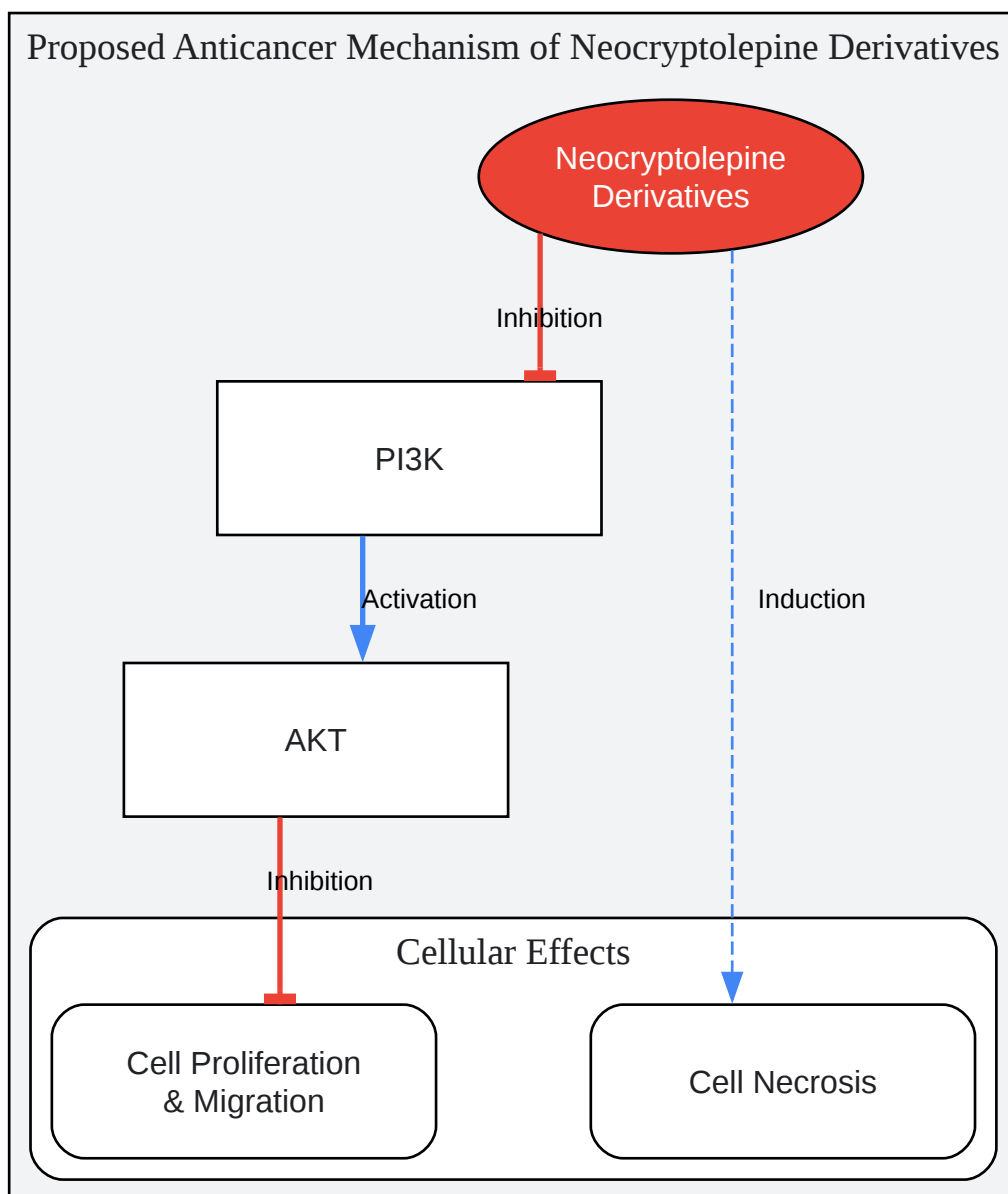 Proposed Anticancer Mechanism of Neocryptolepine Derivatives
Neocryptolepine
Derivatives
Inhibition
PI3K
Activation
Induction
AKT
Inhibition
Cellular Effects
Cell Proliferation
& Migration
Cell Necrosis